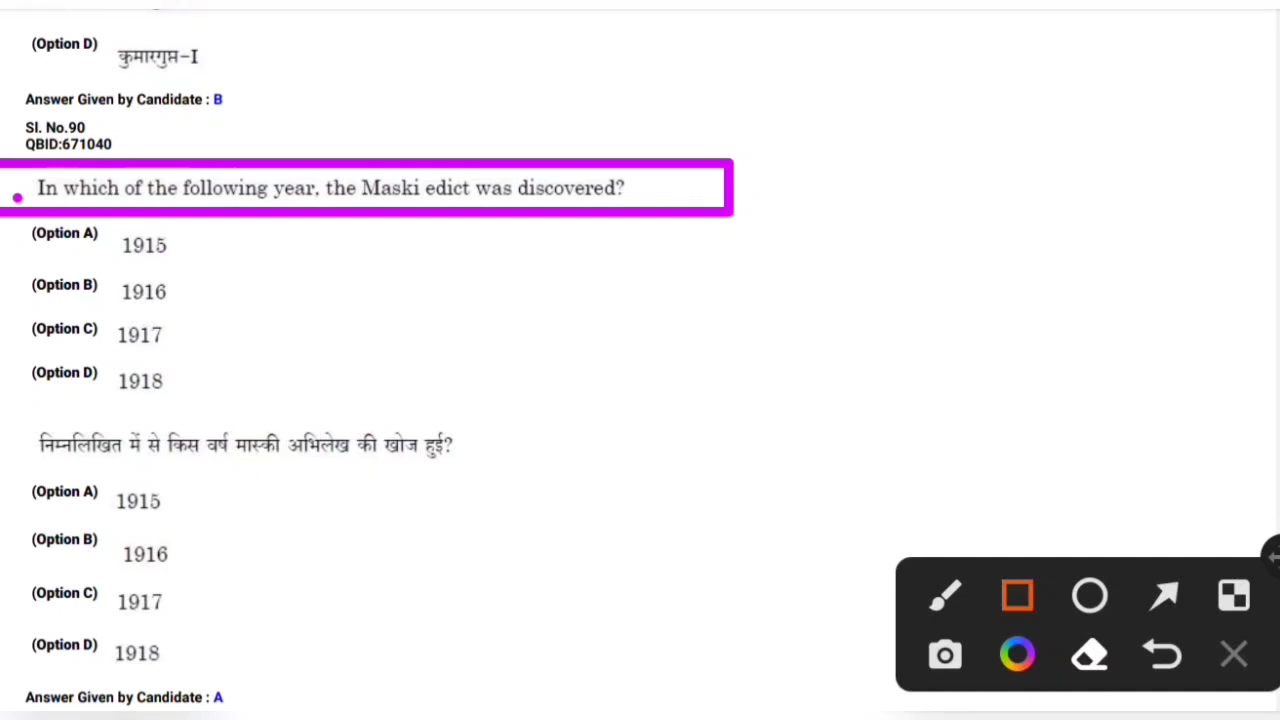 (Option D) कुमारगुप्त-I
Answer Given by Candidate : B
Sl. No.90
QBID:671040
In which of the following year, the Maski edict was discovered?
(Option A) 1915
(Option B) 1916
(Option C) 1917
(Option D) 1918
निम्नलिखित में से किस वर्ष मास्की अभिलेख की खोज हुई?
(Option A) 1915
(Option B) 1916
(Option C) 1917
(Option D) 1918
Answer Given by Candidate : A